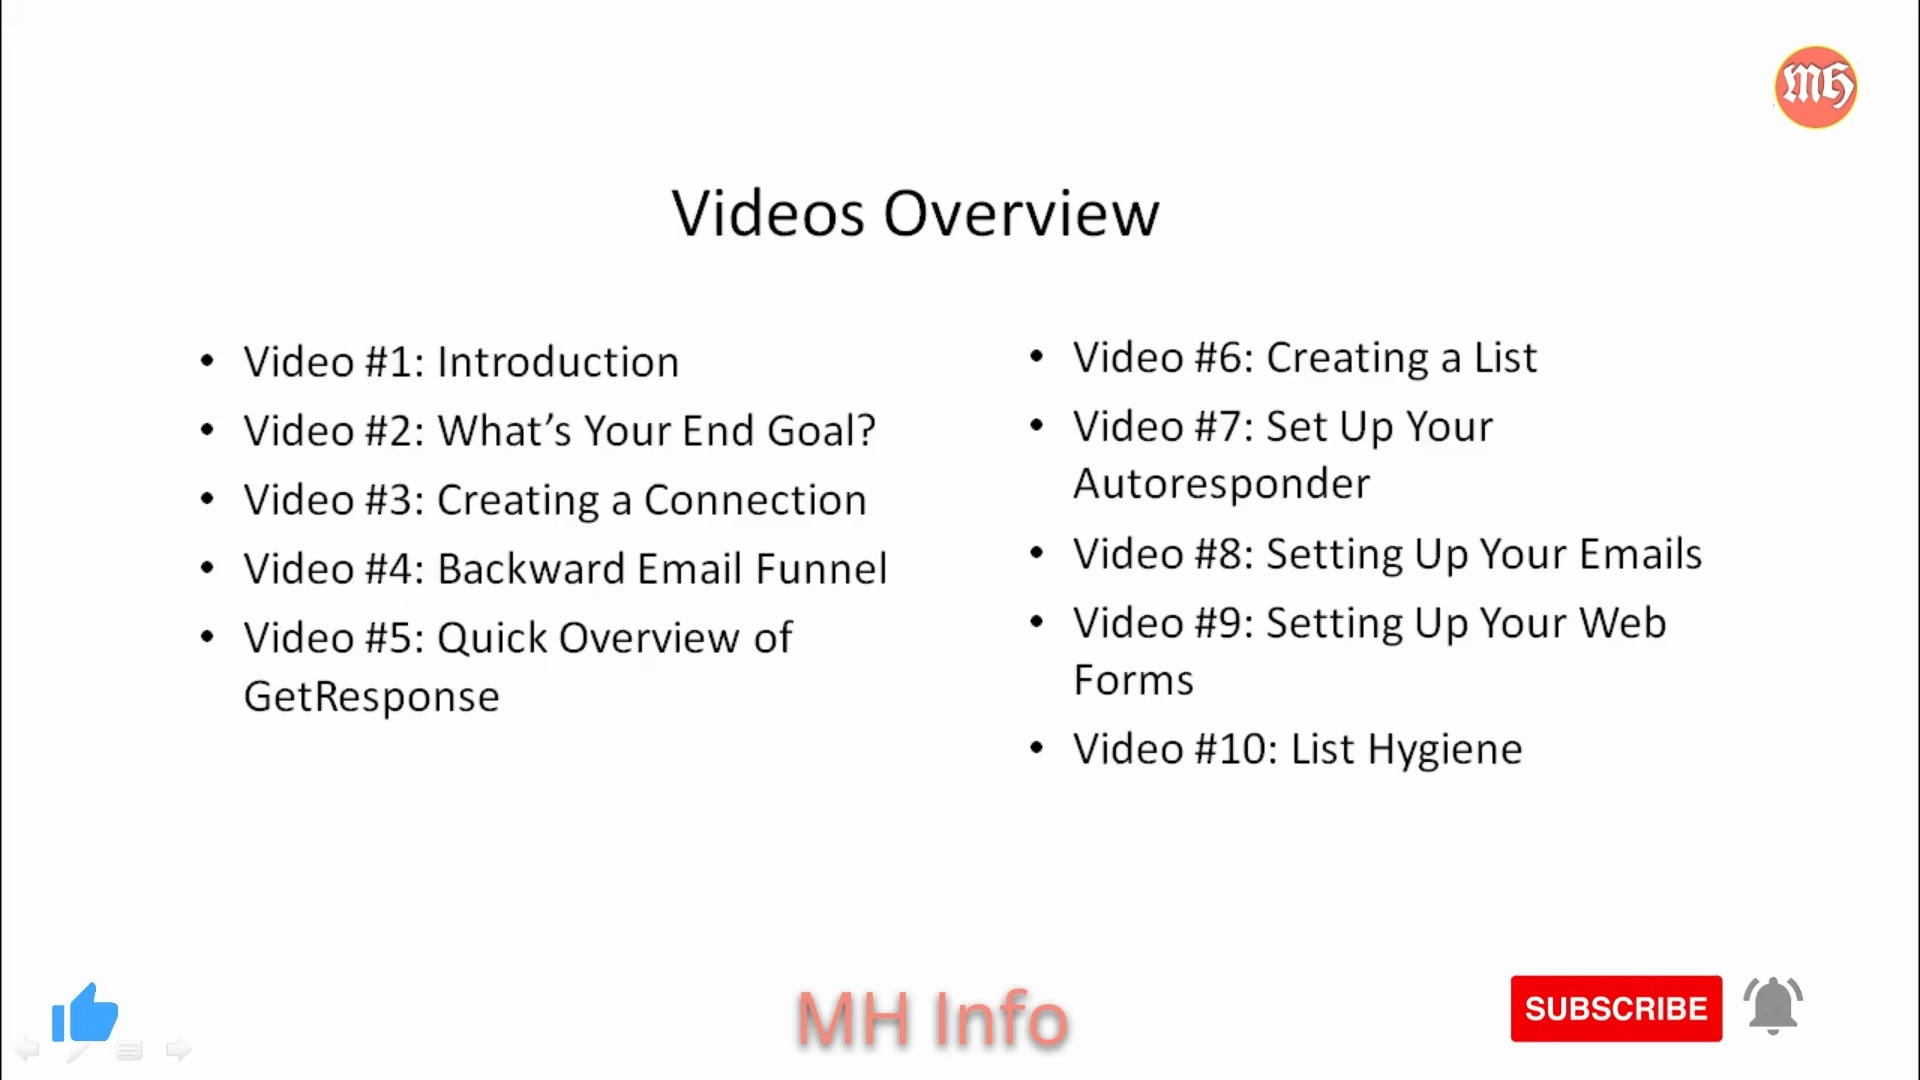 MH
Videos Overview
• Video #1: Introduction
• Video #2: What’s Your End Goal?
• Video #3: Creating a Connection
• Video #4: Backward Email Funnel
• Video #5: Quick Overview of
GetResponse
• Video #6: Creating a List
• Video #7: Set Up Your
Autoresponder
• Video #8: Setting Up Your Emails
• Video #9: Setting Up Your Web
Forms
• Video #10: List Hygiene
MH Info
SUBSCRIBE